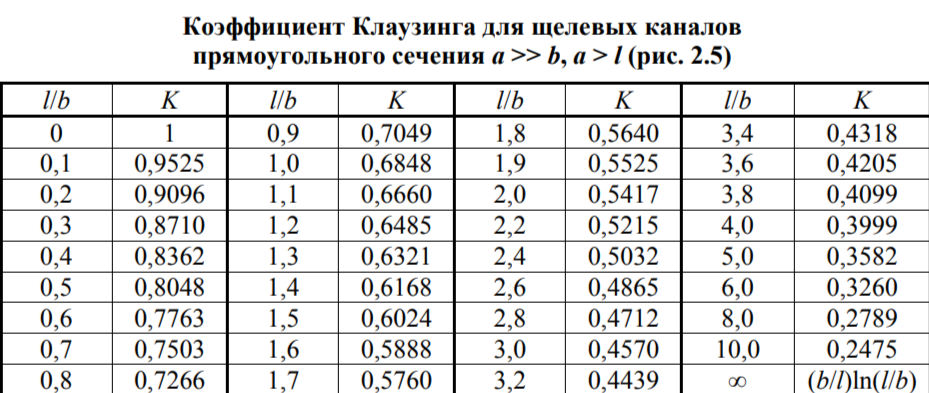 Коэффициент Клаузинга для щелевых каналов
прямоугольного сечения a >> b, a > l (рис. 2.5)
l/b K l/b K l/b K l/b K
0 1 0,9 0,7049 1,8 0,5640 3,4 0,4318
0,1 0,9525 1,0 0,6848 1,9 0,5525 3,6 0,4205
0,2 0,9096 1,1 0,6660 2,0 0,5417 3,8 0,4099
0,3 0,8710 1,2 0,6485 2,2 0,5215 4,0 0,3999
0,4 0,8362 1,3 0,6321 2,4 0,5032 5,0 0,3582
0,5 0,8048 1,4 0,6168 2,6 0,4865 6,0 0,3260
0,6 0,7763 1,5 0,6024 2,8 0,4712 8,0 0,2789
0,7 0,7503 1,6 0,5888 3,0 0,4570 10,0 0,2475
0,8 0,7266 1,7 0,5760 3,2 0,4439 ∞ (b/l)ln(l/b)